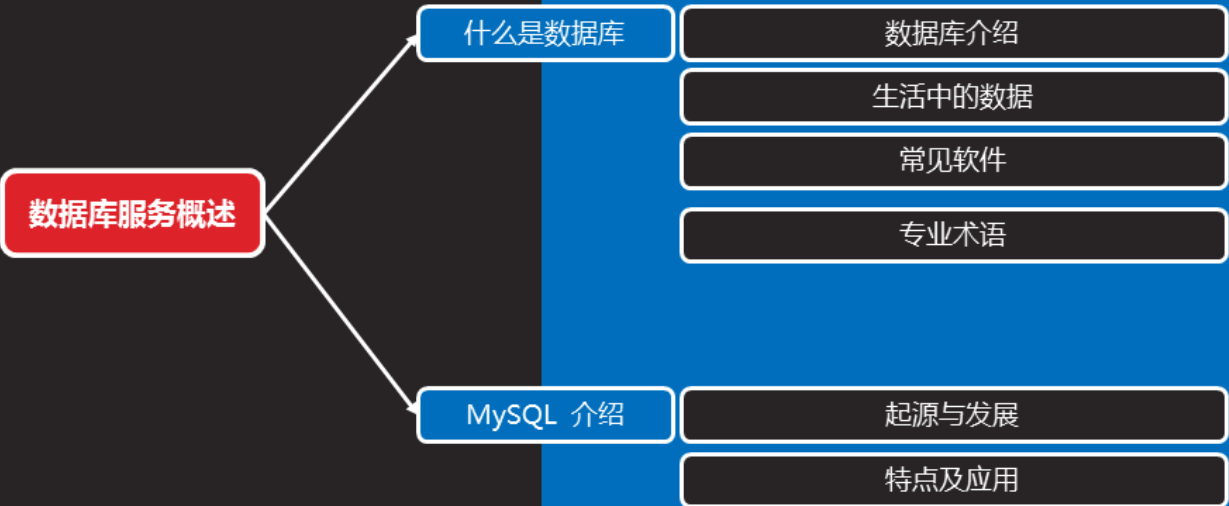 什么是数据库
数据库介绍
生活中的数据
常见软件
数据库服务概述
专业术语
MySQL 介绍
起源与发展
特点及应用